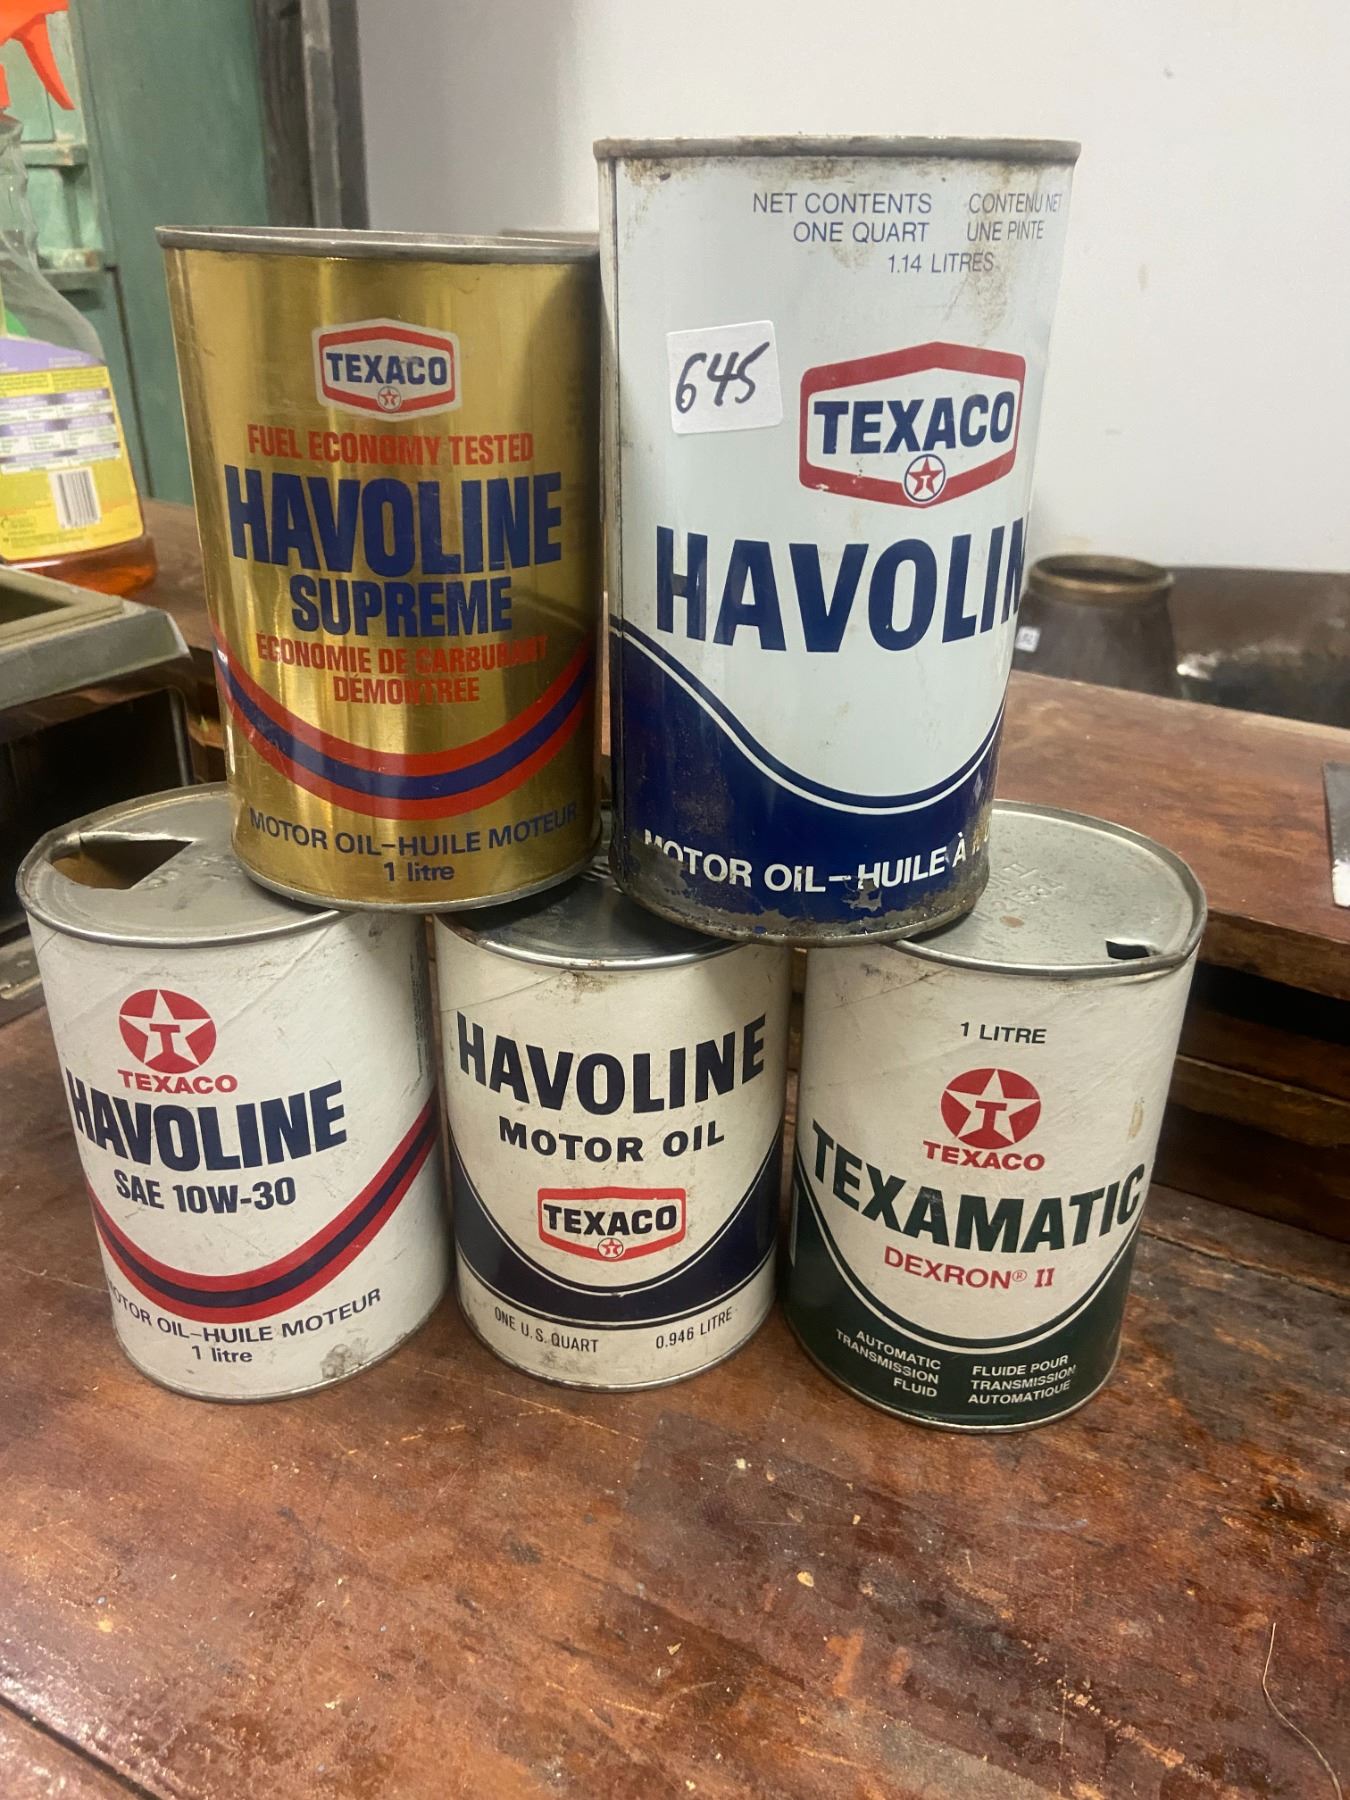 TEXACO
FUEL ECONOMY TESTED
HAVOLINE
SUPREME
ÉCONOMIE DE CARBURANT
DÉMONTRÉE
MOTOR OIL–HUILE MOTEUR
1 litre
NET CONTENTS CONTENU NET
ONE QUART UNE PINTE
1.14 LITRES
645
TEXACO
HAVOLIN
MOTOR OIL–HUILE À
TEXACO
HAVOLINE
SAE 10W-30
MOTOR OIL–HUILE MOTEUR
1 litre
HAVOLINE
MOTOR OIL
TEXACO
ONE U.S. QUART 0.946 LITRE
1 LITRE
TEXACO
TEXAMATIC
DEXRON® II
AUTOMATIC
TRANSMISSION
FLUID
FLUIDE POUR
TRANSMISSION
AUTOMATIQUE